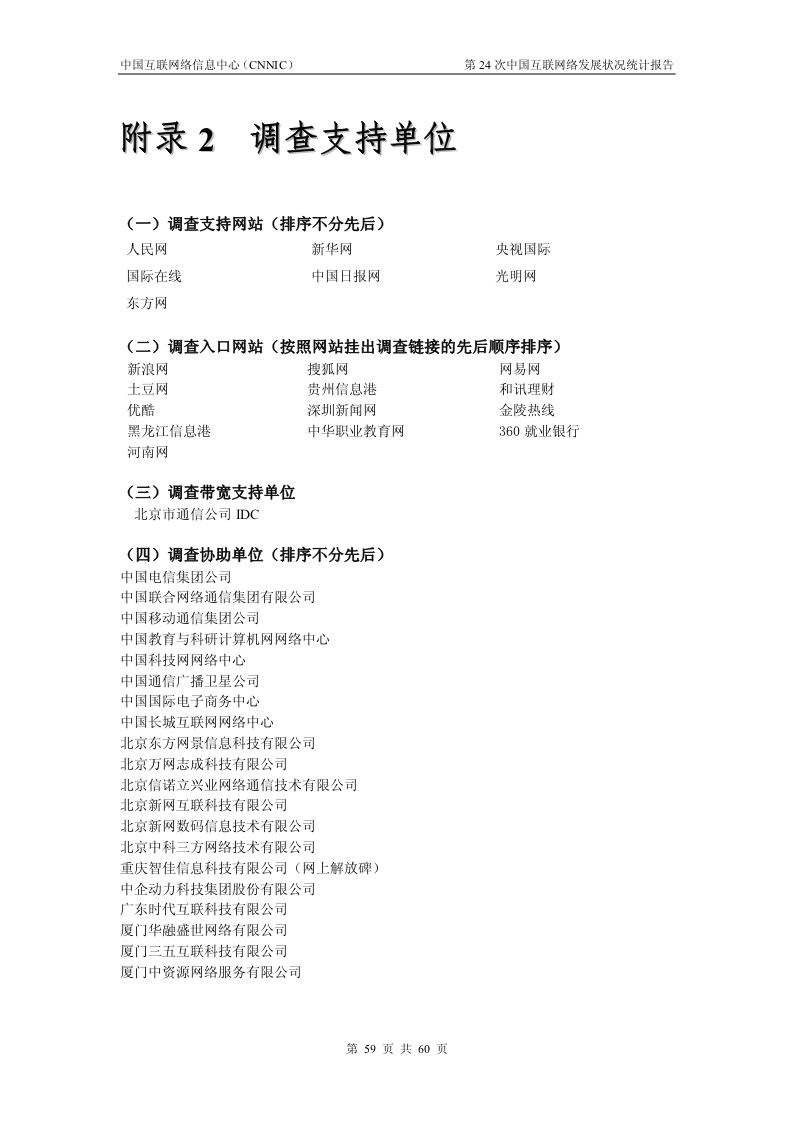 中国互联网络信息中心（CNNIC） 第 24 次中国互联网络发展状况统计报告
附录 2 调查支持单位
（一）调查支持网站（排序不分先后）
人民网 新华网 央视国际
国际在线 中国日报网 光明网
东方网
（二）调查入口网站（按照网站挂出调查链接的先后顺序排序）
新浪网 搜狐网 网易网
土豆网 贵州信息港 和讯理财
优酷 深圳新闻网 金陵热线
黑龙江信息港 中华职业教育网 360 就业银行
河南网
（三）调查带宽支持单位
北京市通信公司 IDC
（四）调查协助单位（排序不分先后）
中国电信集团公司
中国联合网络通信集团有限公司
中国移动通信集团公司
中国教育与科研计算机网网络中心
中国科技网网络中心
中国通信广播卫星公司
中国国际电子商务中心
中国长城互联网网络中心
北京东方网景信息科技有限公司
北京万网志成科技有限公司
北京信诺立兴业网络通信技术有限公司
北京新网互联科技有限公司
北京新网数码信息技术有限公司
北京中科三方网络技术有限公司
重庆智佳信息科技有限公司（网上解放碑）
中企动力科技集团股份有限公司
广东时代互联科技有限公司
厦门华融盛世网络有限公司
厦门三五互联科技有限公司
厦门中资源网络服务有限公司
第 59 页 共 60 页